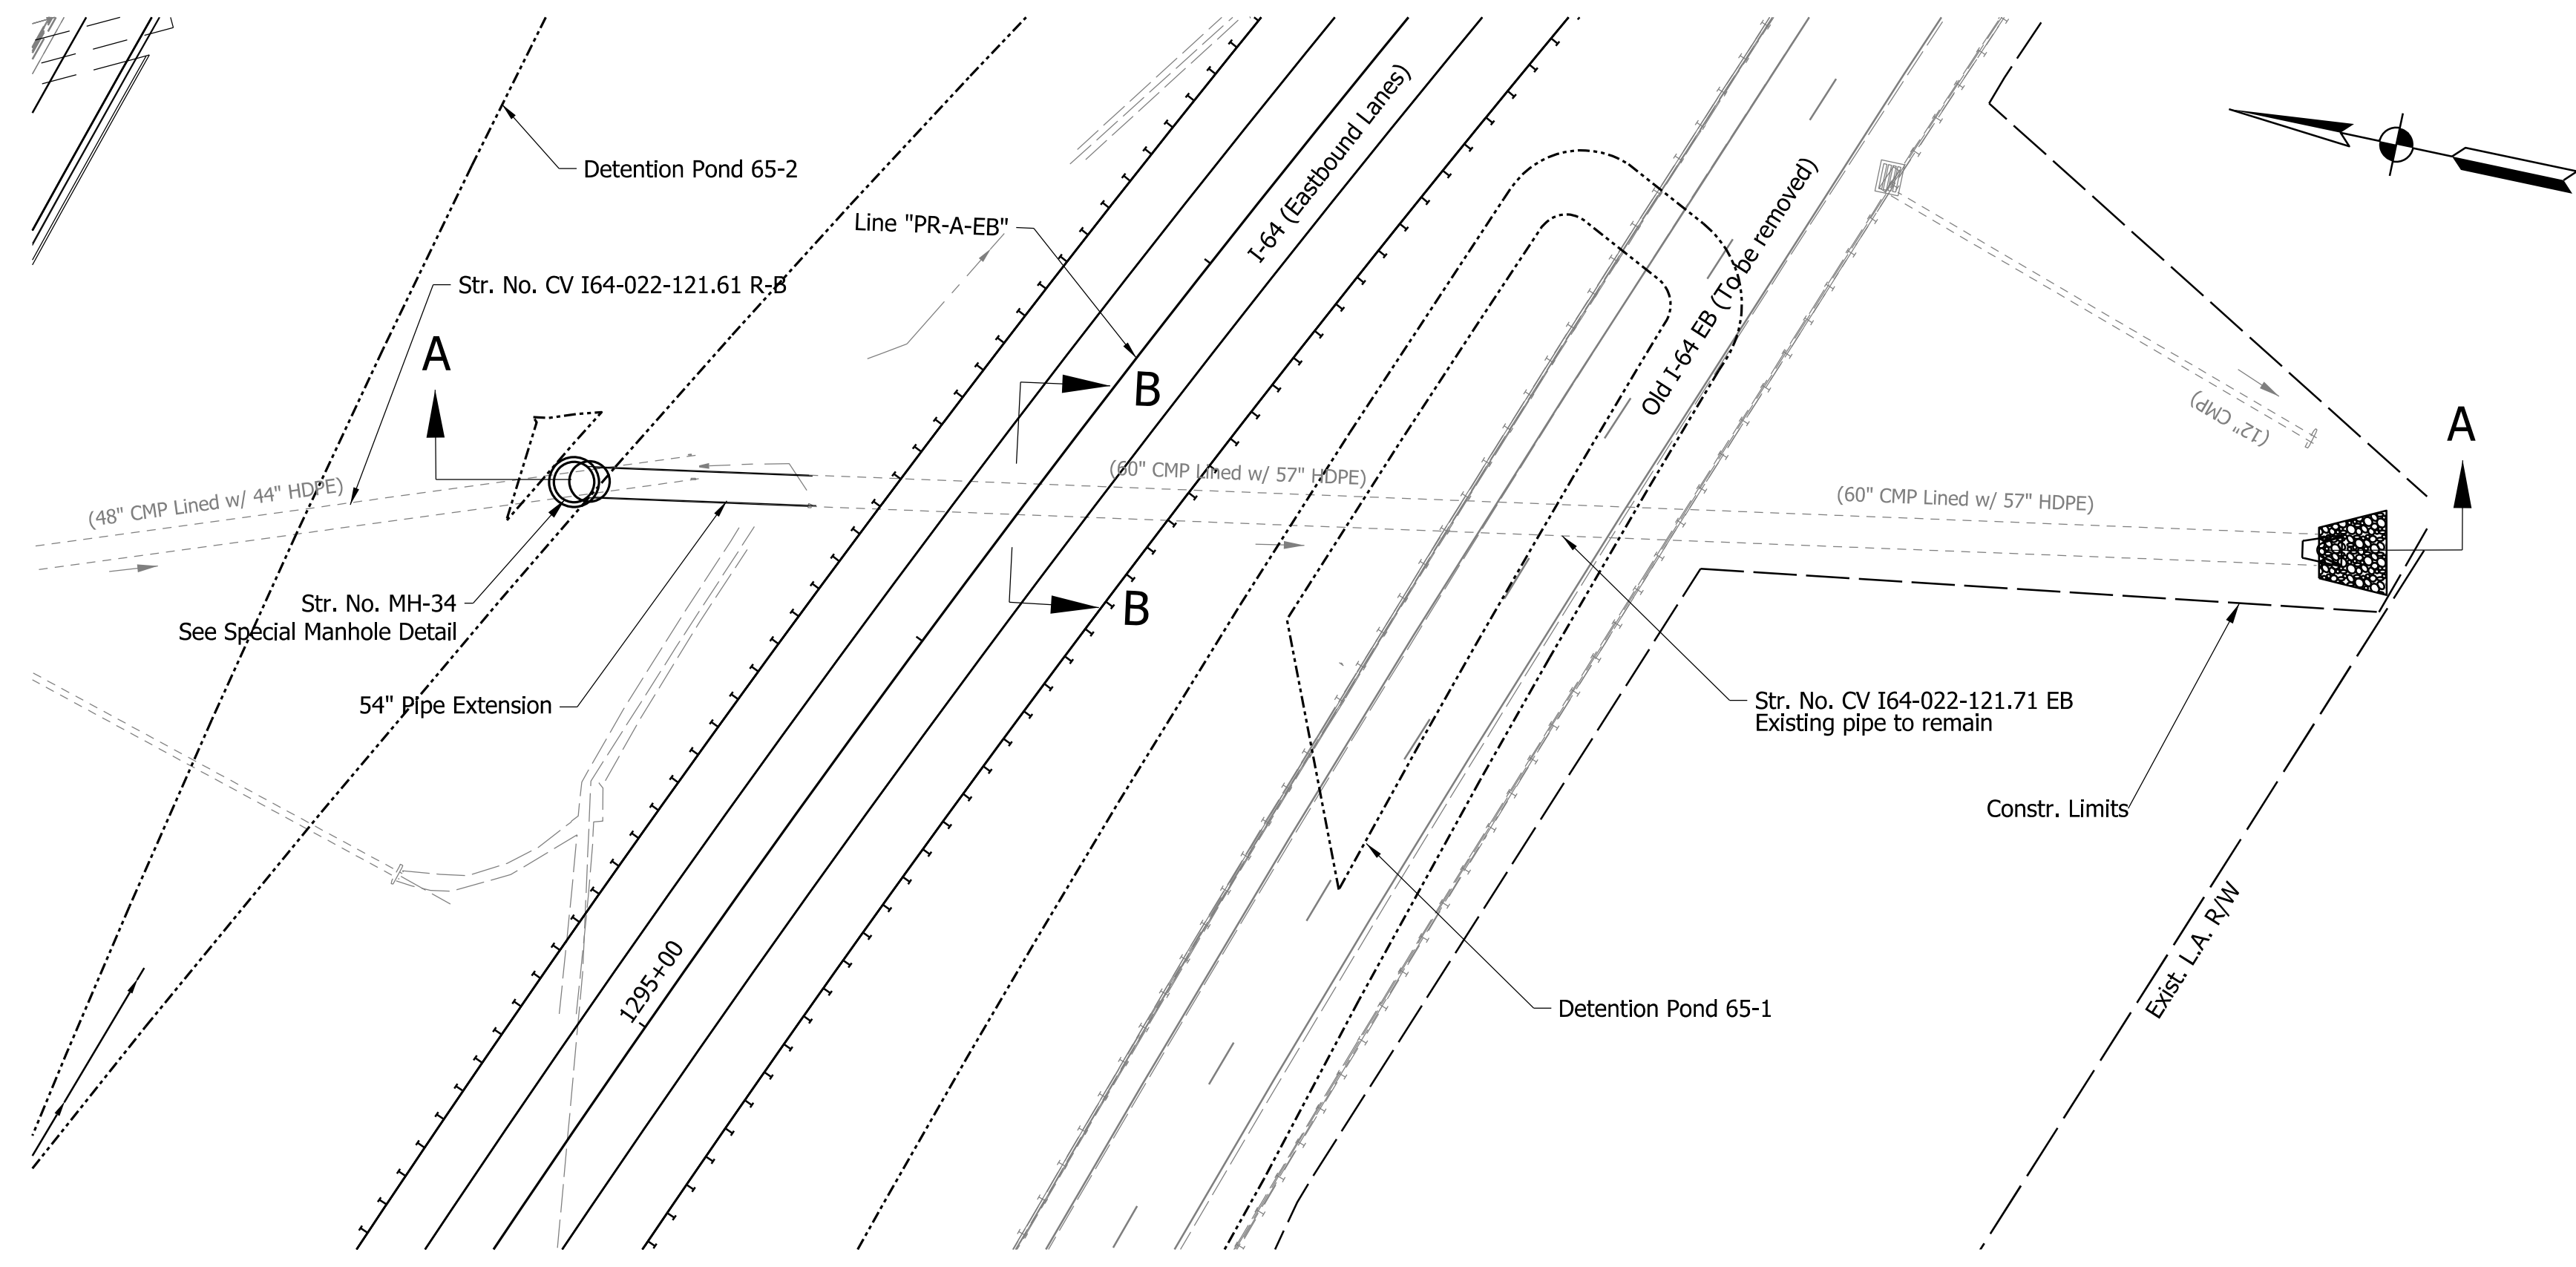 Detention Pond 65-2
Line "PR-A-EB"
I-64 (Eastbound Lanes)
Old I-64 EB (To be removed)
Str. No. CV I64-022-121.61 R-B
A
B
(12" CMP)
A
(48" CMP Lined w/ 44" HDPE)
(60" CMP Lined w/ 57" HDPE)
(60" CMP Lined w/ 57" HDPE)
Str. No. MH-34
See Special Manhole Detail
B
54" Pipe Extension
Str. No. CV I64-022-121.71 EB
Existing pipe to remain
Constr. Limits
1295+00
Exist. L.A. R/W
Detention Pond 65-1